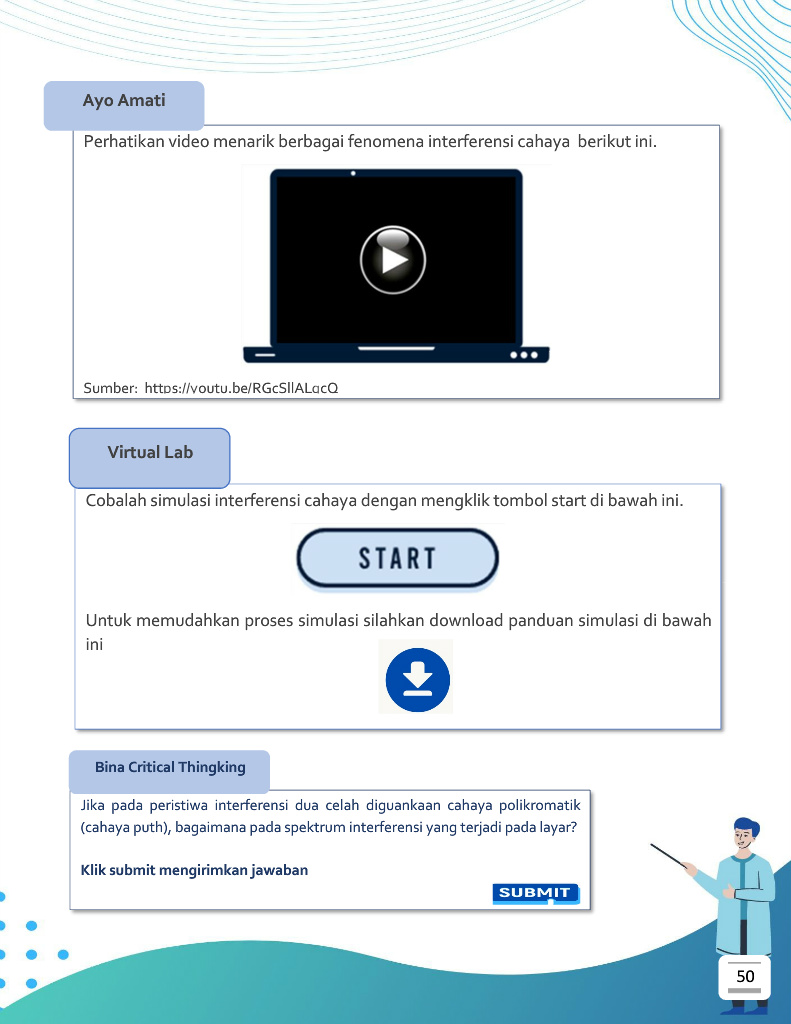 Ayo Amati
Perhatikan video menarik berbagai fenomena interferensi cahaya berikut ini.
Sumber: https://youtu.be/RGcSllALqcQ
Virtual Lab
Cobalah simulasi interferensi cahaya dengan mengklik tombol start di bawah ini.
START
Untuk memudahkan proses simulasi silahkan download panduan simulasi di bawah
ini
Bina Critical Thingking
Jika pada peristiwa interferensi dua celah diguankaan cahaya polikromatik
(cahaya puth), bagaimana pada spektrum interferensi yang terjadi pada layar?
Klik submit mengirimkan jawaban
SUBMIT
50